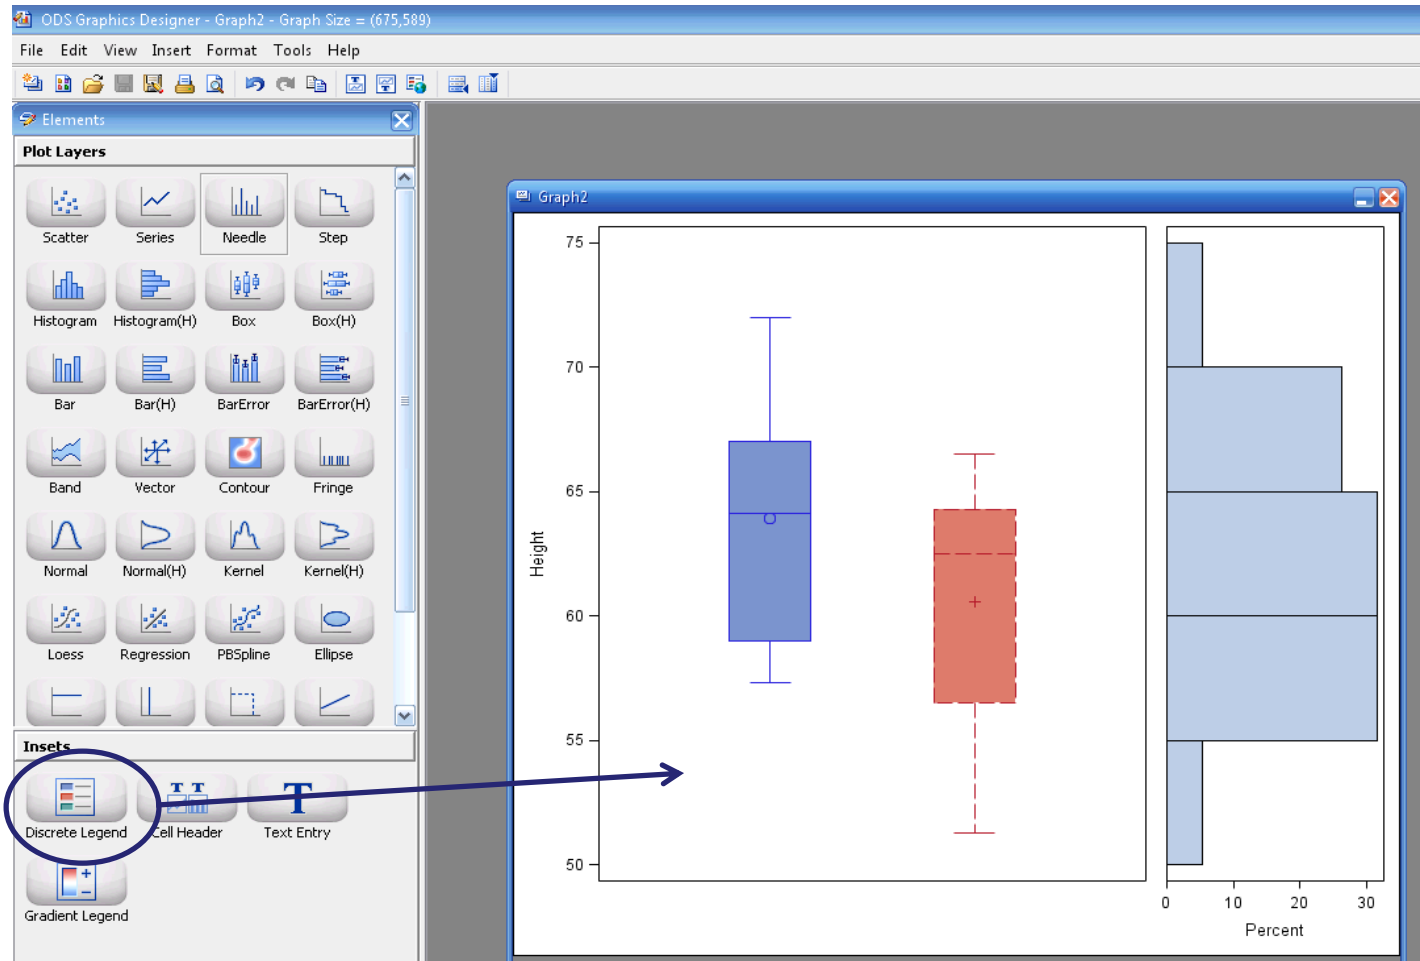 ODS Graphics Designer - Graph2 - Graph Size = (675,589)
File Edit View Insert Format Tools Help
Elements
Plot Layers
Scatter Series Needle Step
Histogram Histogram(H) Box Box(H)
Bar Bar(H) BarError BarError(H)
Band Vector Contour Fringe
Normal Normal(H) Kernel Kernel(H)
Loess Regression PBSpline Ellipse
Insets
T T T
Discrete Legend Cell Header Text Entry
Gradient Legend
Graph2
75
70
65
60
55
50
Height
0 10 20 30
Percent